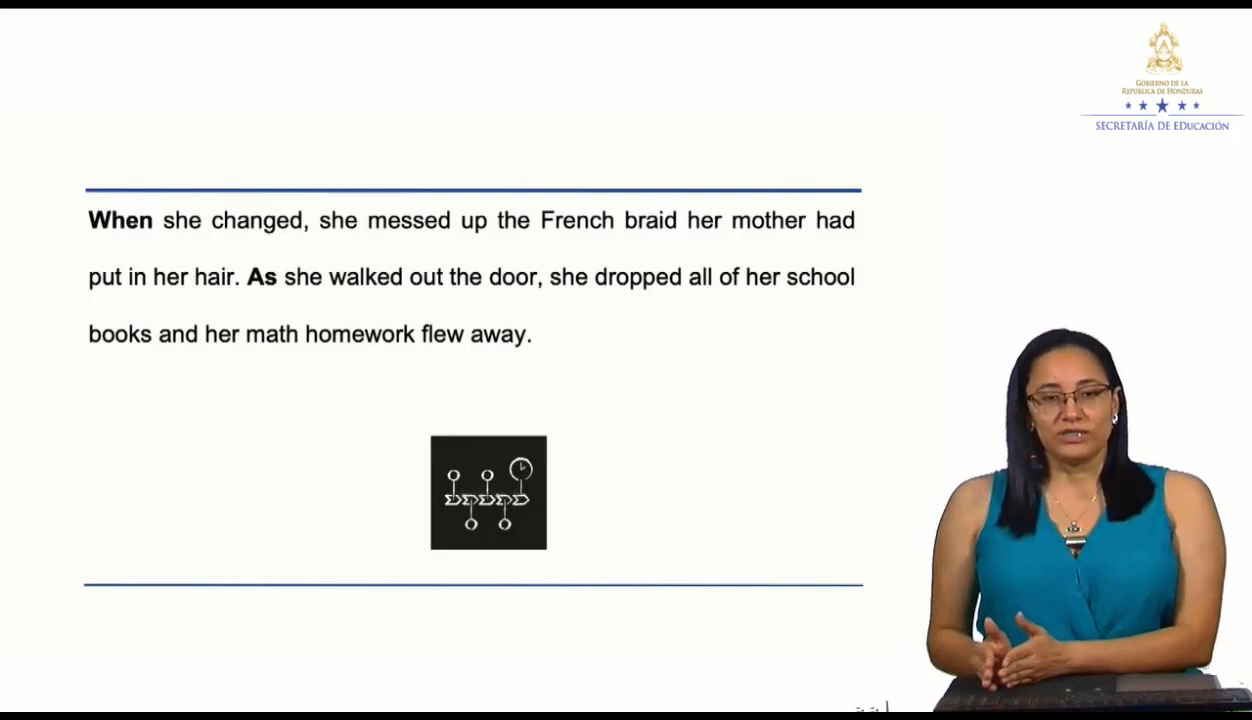 GOBIERNO DE LA
REPÚBLICA DE HONDURAS
SECRETARÍA DE EDUCACIÓN
When she changed, she messed up the French braid her mother had
put in her hair. As she walked out the door, she dropped all of her school
books and her math homework flew away.